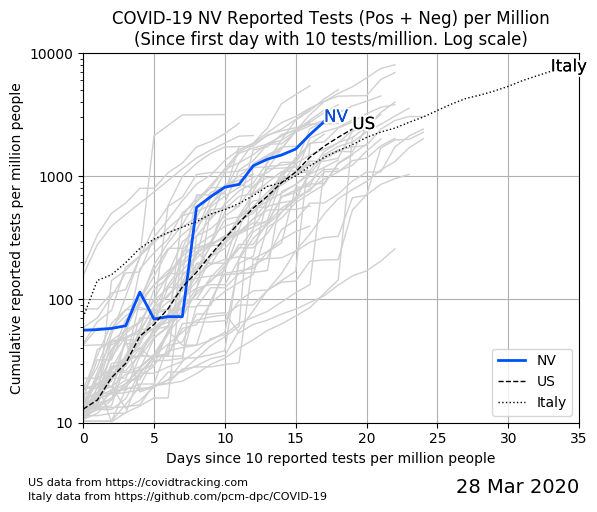 COVID-19 NV Reported Tests (Pos + Neg) per Million
(Since first day with 10 tests/million. Log scale)
Cumulative reported tests per million people
10000
1000
100
10
Italy
NV
US
NV
US
Italy
0 5 10 15 20 25 30 35
Days since 10 reported tests per million people
US data from https://covidtracking.com
Italy data from https://github.com/pcm-dpc/COVID-19
28 Mar 2020